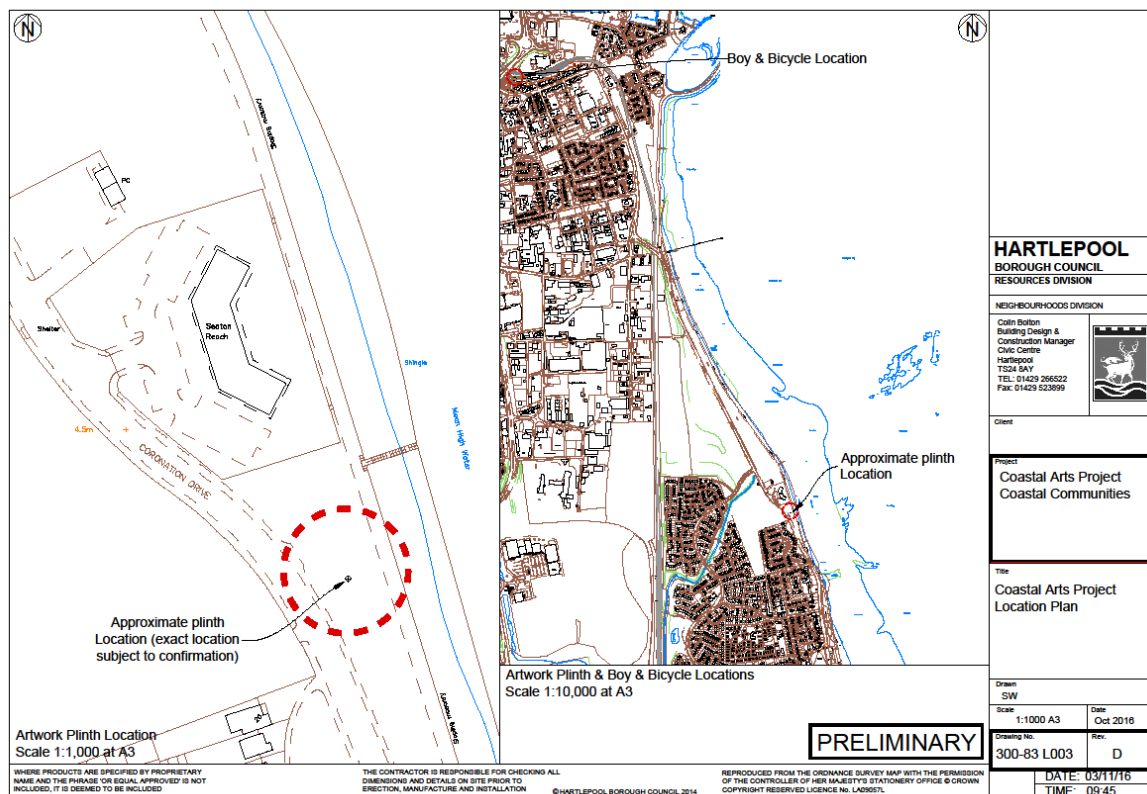 N
N
Boy & Bicycle Location
Sloping masonry
PC
Shelter
Seaton
Reach
Shingle
Mean High Water
4.5m
CORONATION DRIVE
Approximate plinth
Location (exact location
subject to confirmation)
Sloping masonry
Artwork Plinth Location
Scale 1:1,000 at A3
Approximate plinth
Location
Artwork Plinth & Boy & Bicycle Locations
Scale 1:10,000 at A3
PRELIMINARY
HARTLEPOOL
BOROUGH COUNCIL
RESOURCES DIVISION
NEIGHBOURHOODS DIVISION
Colin Bolton
Building Design &
Construction Manager
Civic Centre
Hartlepool
TS24 8AY
TEL: 01429 266522
Fax: 01429 523899
Client
Project
Coastal Arts Project
Coastal Communities
Title
Coastal Arts Project
Location Plan
Drawn
SW
Scale
1:1000 A3
Date
Oct 2016
Drawing No.
300-83 L003
Rev.
D
DATE: 03/11/16
TIME: 09:45
WHERE PRODUCTS ARE SPECIFIED BY PROPRIETARY
NAME AND THE PHRASE 'OR EQUAL APPROVED' IS NOT
INCLUDED, IT IS DEEMED TO BE INCLUDED
THE CONTRACTOR IS RESPONSIBLE FOR CHECKING ALL
DIMENSIONS AND DETAILS ON SITE PRIOR TO
ERECTION, MANUFACTURE AND INSTALLATION
©HARTLEPOOL BOROUGH COUNCIL 2014
REPRODUCED FROM THE ORDNANCE SURVEY MAP WITH THE PERMISSION
OF THE CONTROLLER OF HER MAJESTY'S STATIONERY OFFICE © CROWN
COPYRIGHT RESERVED LICENCE No. LA09057L